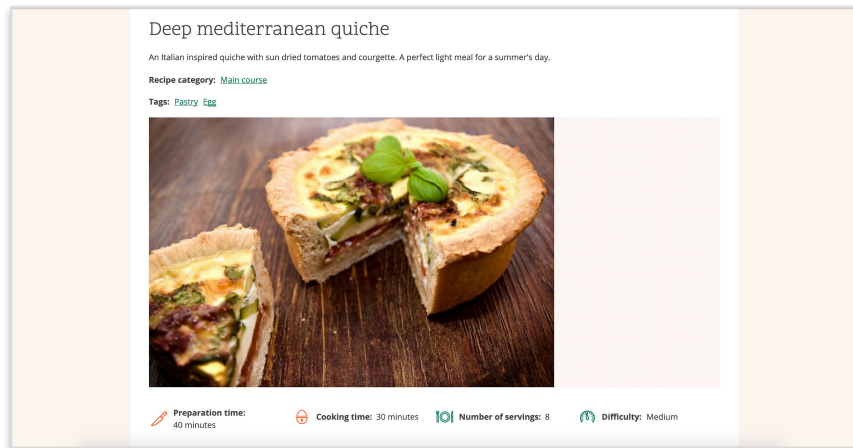 Deep mediterranean quiche
An Italian inspired quiche with sun dried tomatoes and courgette. A perfect light meal for a summer's day.
Recipe category: Main course
Tags: Pastry Egg
Preparation time:
40 minutes
Cooking time: 30 minutes
Number of servings: 8
Difficulty: Medium